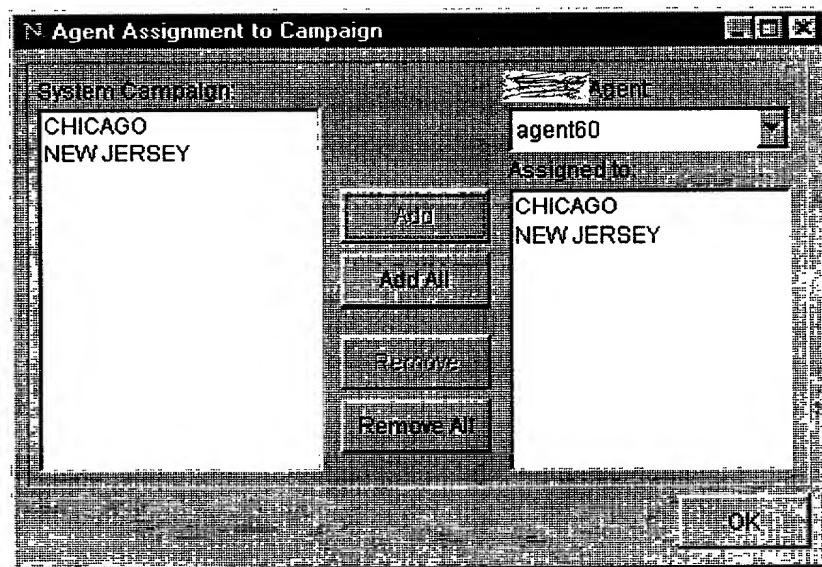 Agent Assignment to Campaign
System Campaign
CHICAGO
NEW JERSEY
Agent
agent60
Assigned to:
CHICAGO
NEW JERSEY
Add
Add All
Remove
Remove All
OK